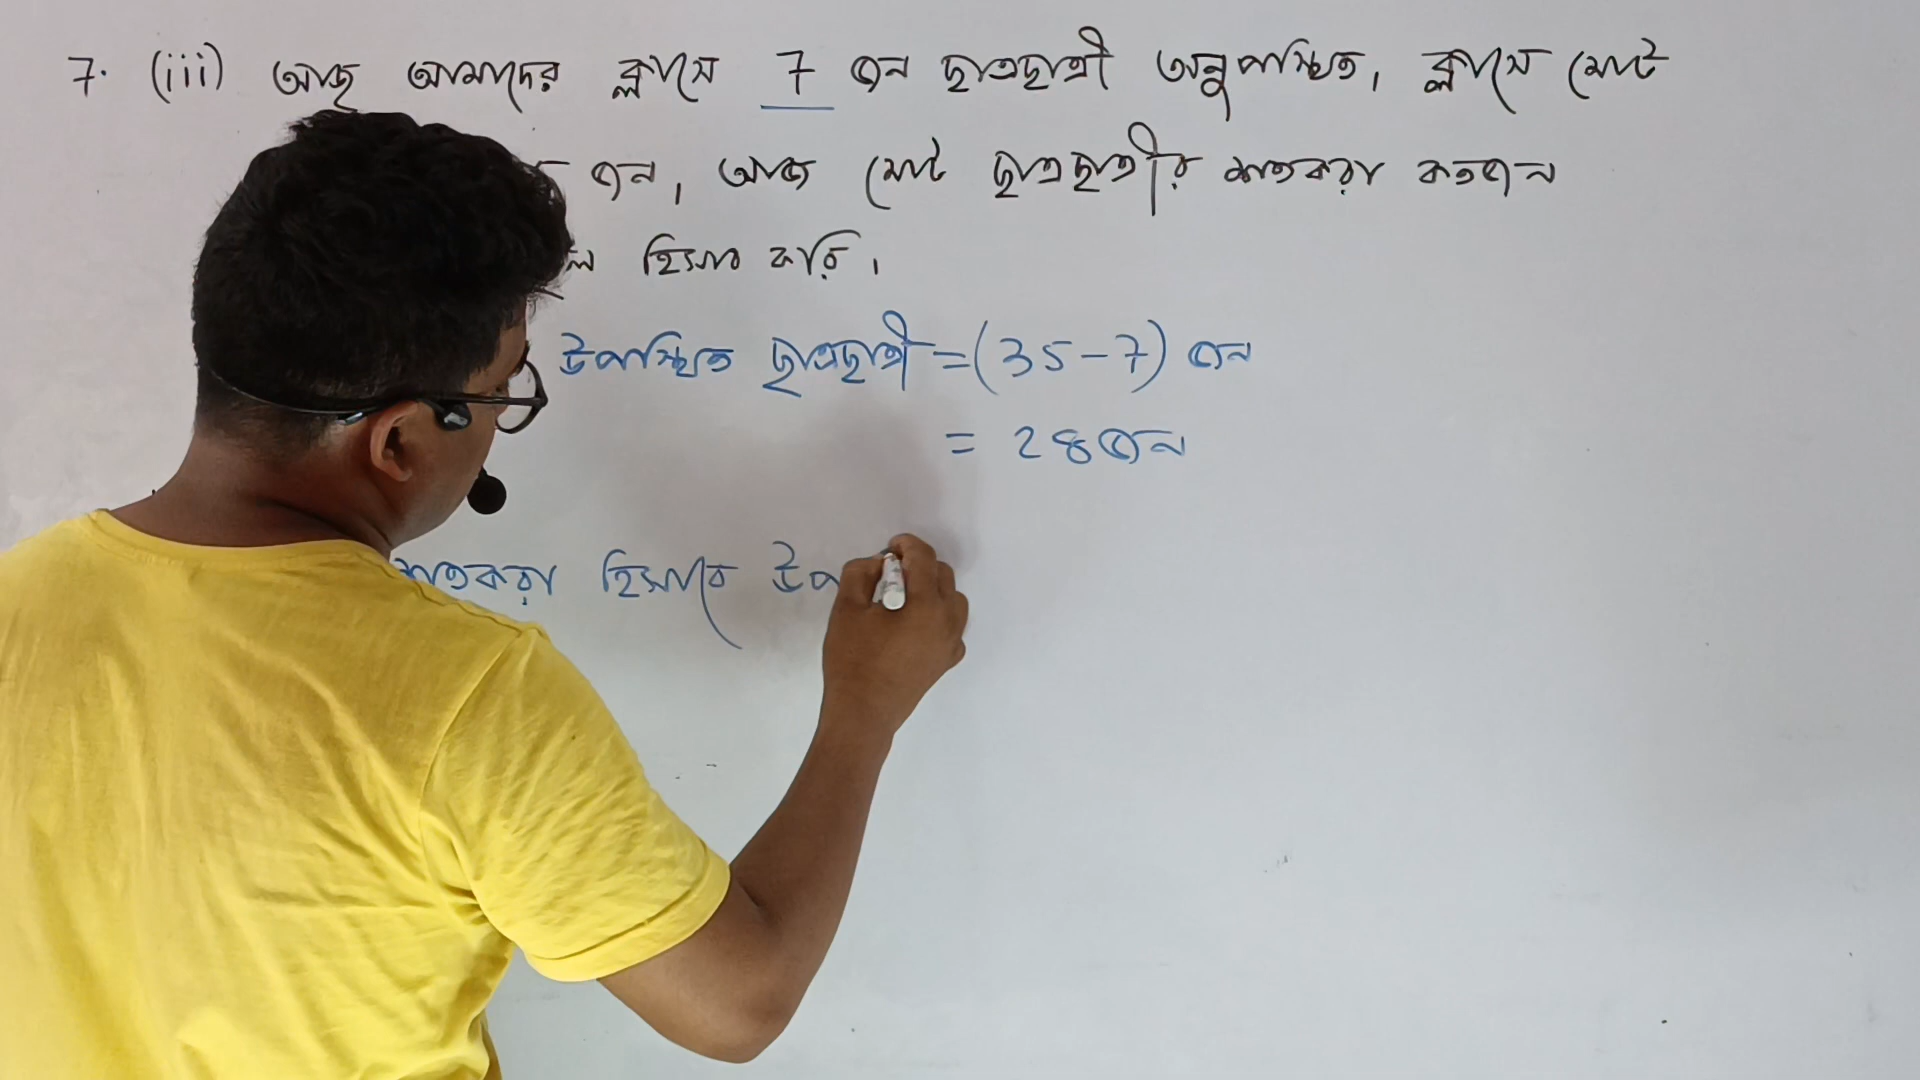 7. (iii) আজ আমাদের ক্লাসে 7 জন ছাত্রছাত্রী অনুপস্থিত। ক্লাসে মোট
জন, আজ মোট ছাত্রছাত্রীর শতকরা কতজন
হিসাব করি।
উপস্থিত ছাত্রছাত্রী = (35 - 7) জন
= 28 জন
শতকরা হিসাবে উপ